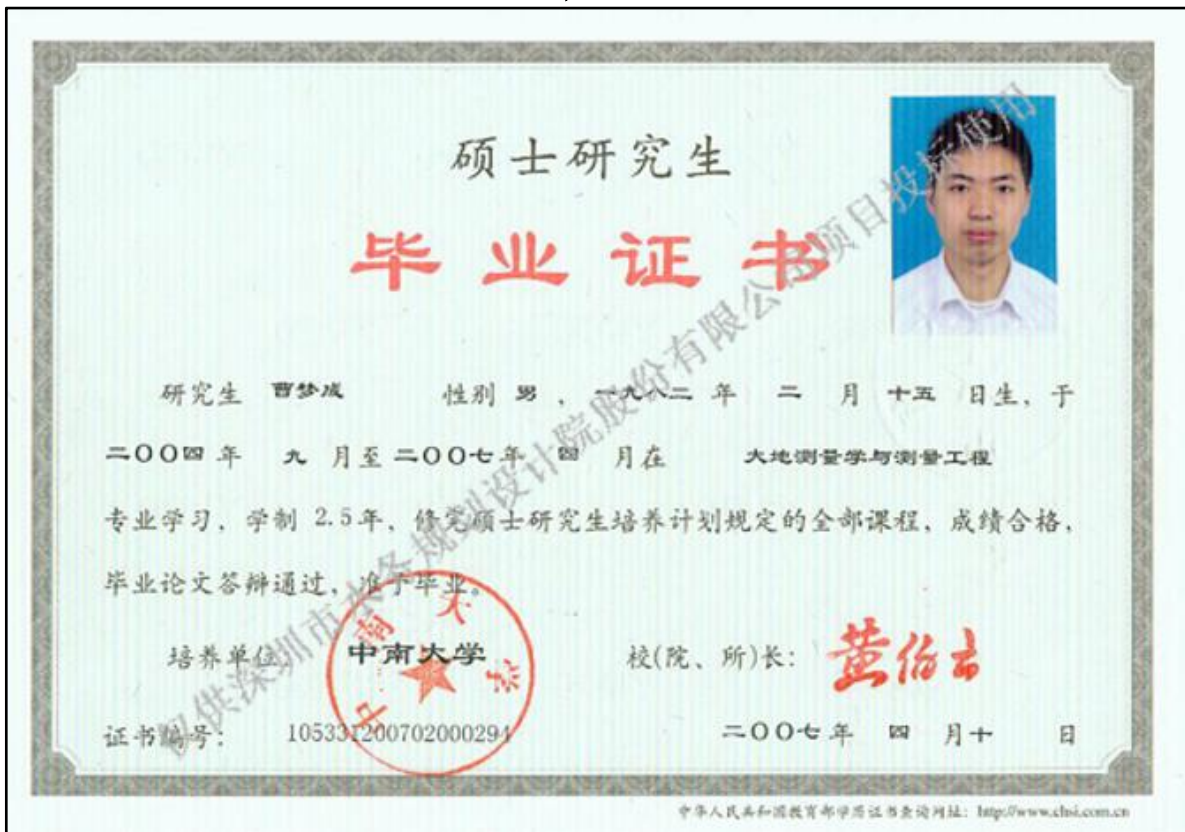 硕士研究生
毕业证书
研究生 曹梦成 性别 男 , 一九八二 年 二 月 十五 日生, 于
二〇〇四 年 九 月至 二〇〇七 年 四 月在 大地测量学与测量工程
专业学习, 学制 2.5年, 修完硕士研究生培养计划规定的全部课程, 成绩合格,
毕业论文答辩通过, 准予毕业。
培养单位 中南大学 校(院、所)长: 黄伯云
中南大学
证书编号: 105331200702000294 二〇〇七 年 四 月 十 日
中华人民共和国教育部学历证书查询网址: http://www.chsi.com.cn
仅供深圳市水务规划设计院股份有限公司项目投标使用